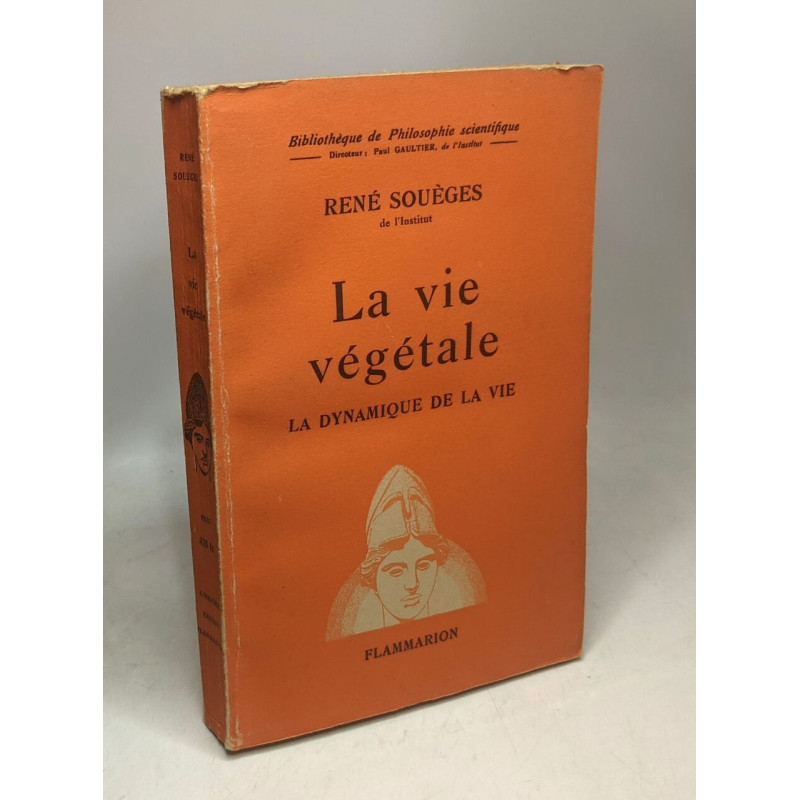 Bibliothèque de Philosophie scientifique
Directeur : Paul GAULTIER, de l'Institut
RENÉ SOUÈGES
de l'Institut
La vie
végétale
LA DYNAMIQUE DE LA VIE
FLAMMARION
RENÉ
La
vie
végétale